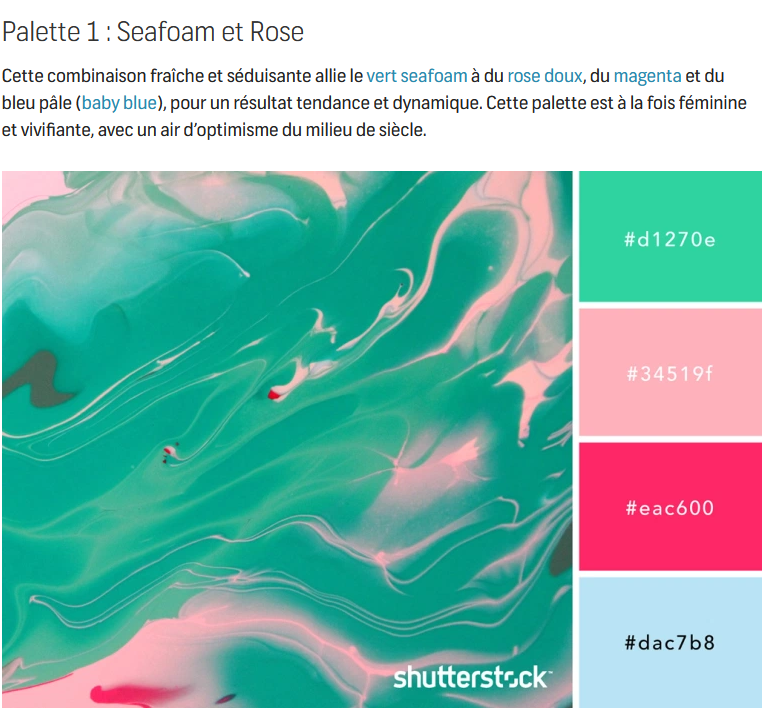 Palette 1 : Seafoam et Rose
Cette combinaison fraîche et séduisante allie le vert seafoam à du rose doux, du magenta et du
bleu pâle (baby blue), pour un résultat tendance et dynamique. Cette palette est à la fois féminine
et vivifiante, avec un air d’optimisme du milieu de siècle.
#d1270e
#34519f
#eac600
#dac7b8
shutterstock™